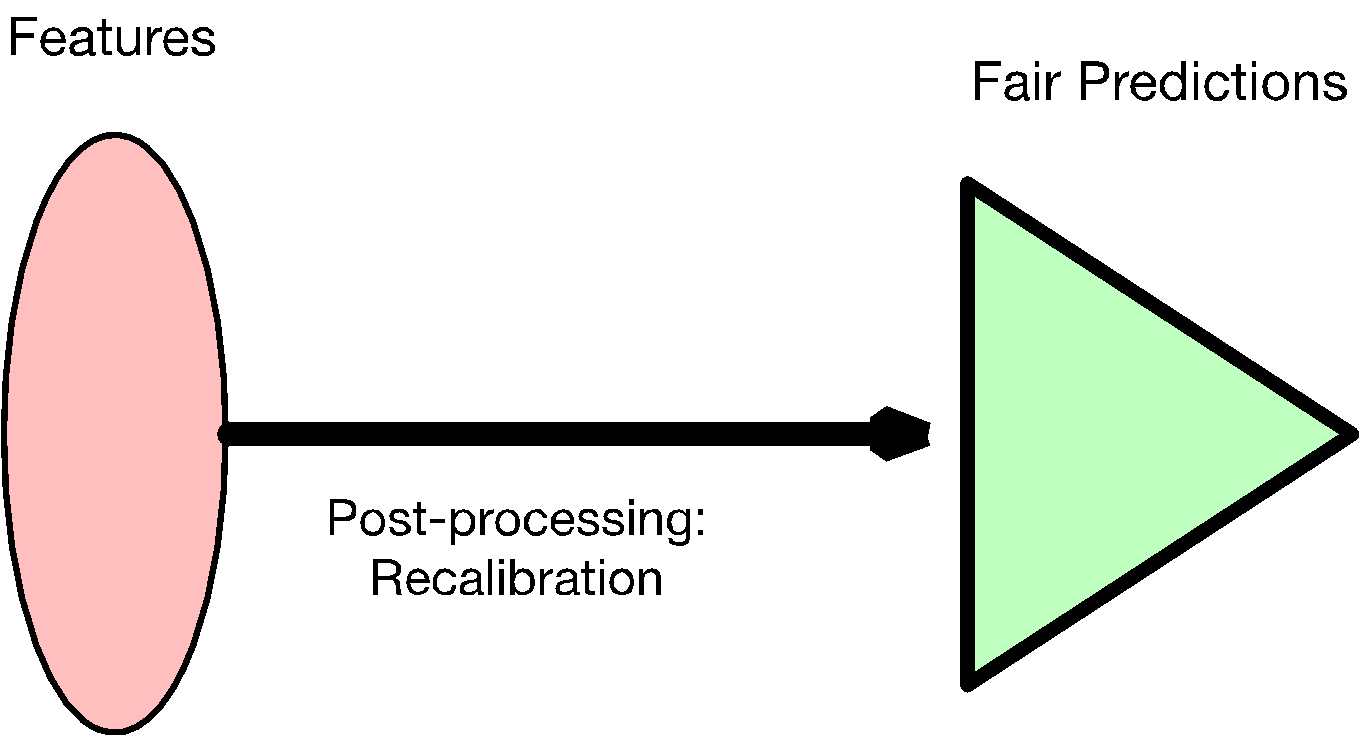 Features
Fair Predictions
Post-processing:
Recalibration